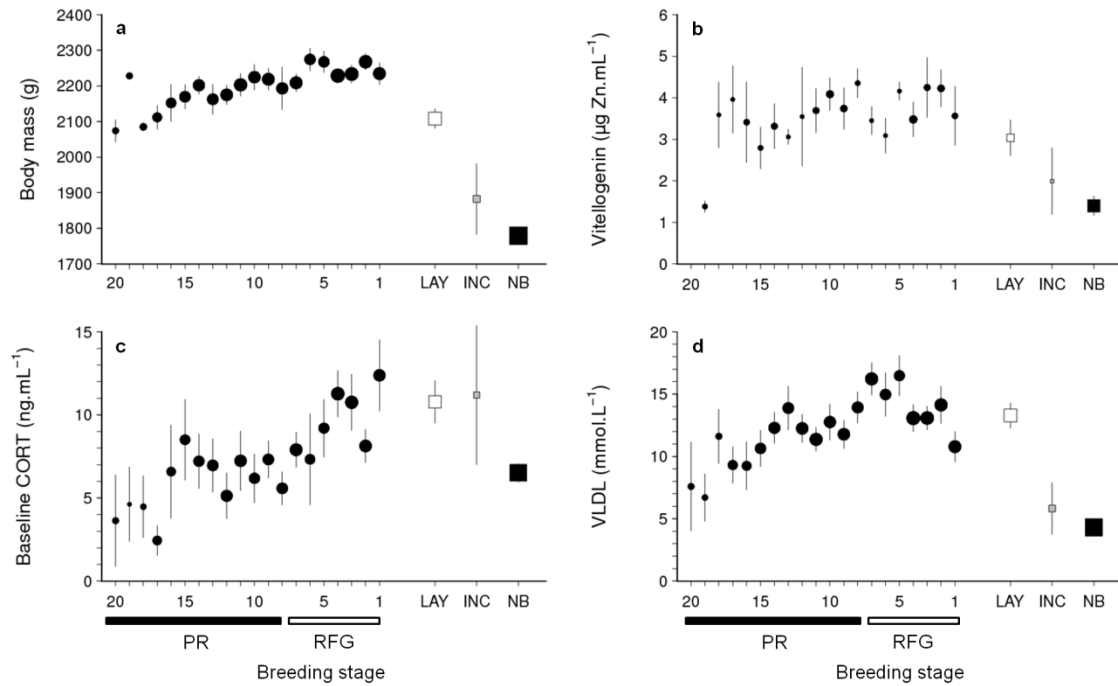 a
Body mass (g)
2400
2300
2200
2100
2000
1900
1800
1700
20 15 10 5 1 LAY INC NB
b
Vitellogenin (µg Zn.mL⁻¹)
6
5
4
3
2
1
0
20 15 10 5 1 LAY INC NB
c
Baseline CORT (ng.mL⁻¹)
15
10
5
0
20 15 10 5 1 LAY INC NB
PR RFG
Breeding stage
d
VLDL (mmol.L⁻¹)
20
15
10
5
0
20 15 10 5 1 LAY INC NB
PR RFG
Breeding stage